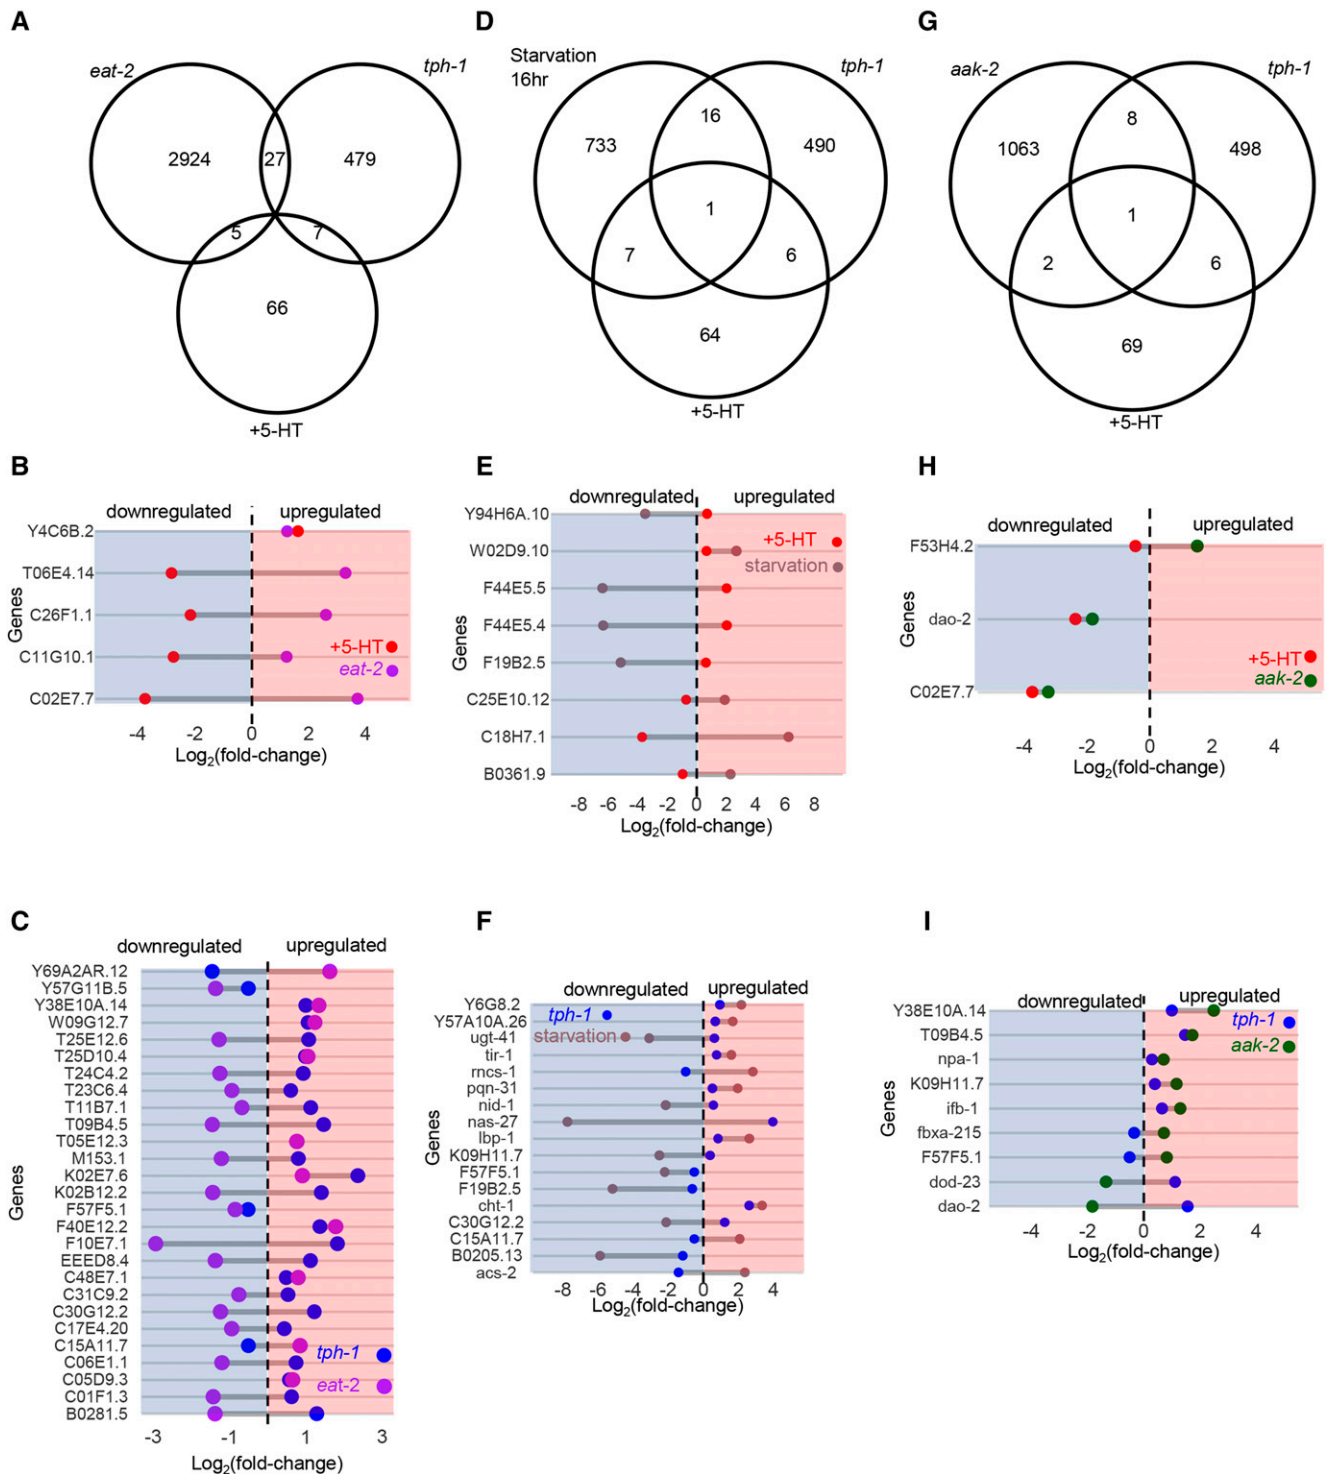 A
eat-2
tph-1
2924
27
479
5
7
66
+5-HT
D
Starvation
16hr
tph-1
16
733
490
1
7
6
64
+5-HT
G
aak-2
tph-1
8
1063
498
1
2
6
69
+5-HT
B
downregulated
upregulated
Y4C6B.2
T06E4.14
C26F1.1
C11G10.1
C02E7.7
Genes
+5-HT
eat-2
-4 -2 0 2 4
Log2(fold-change)
E
downregulated
upregulated
Y94H6A.10
W02D9.10
F44E5.5
F44E5.4
F19B2.5
C25E10.12
C18H7.1
B0361.9
Genes
+5-HT
starvation
-8 -6 -4 -2 0 2 4 6 8
Log2(fold-change)
H
downregulated
upregulated
F53H4.2
dao-2
C02E7.7
Genes
+5-HT
aak-2
-4 -2 0 2 4
Log2(fold-change)
C
downregulated
upregulated
Y69A2AR.12
Y57G11B.5
Y38E10A.14
W09G12.7
T25E12.6
T25D10.4
T24C4.2
T23C6.4
T11B7.1
T09B4.5
T05E12.3
M153.1
K02E7.6
K02B12.2
F57F5.1
F40E12.2
F10E7.1
EEED8.4
C48E7.1
C31C9.2
C30G12.2
C17E4.20
C15A11.7
C06E1.1
C05D9.3
C01F1.3
B0281.5
Genes
tph-1
eat-2
-3 -1 1 3
Log2(fold-change)
F
downregulated
upregulated
Y6G8.2
Y57A10A.26
ugt-41
tir-1
rncs-1
pqn-31
nid-1
nas-27
lbp-1
K09H11.7
F57F5.1
F19B2.5
cht-1
C30G12.2
C15A11.7
B0205.13
acs-2
Genes
tph-1
starvation
-8 -6 -4 -2 0 2 4
Log2(fold-change)
I
downregulated
upregulated
Y38E10A.14
T09B4.5
npa-1
K09H11.7
ifb-1
fbxa-215
F57F5.1
dod-23
dao-2
Genes
tph-1
aak-2
-4 -2 0 2 4
Log2(fold-change)